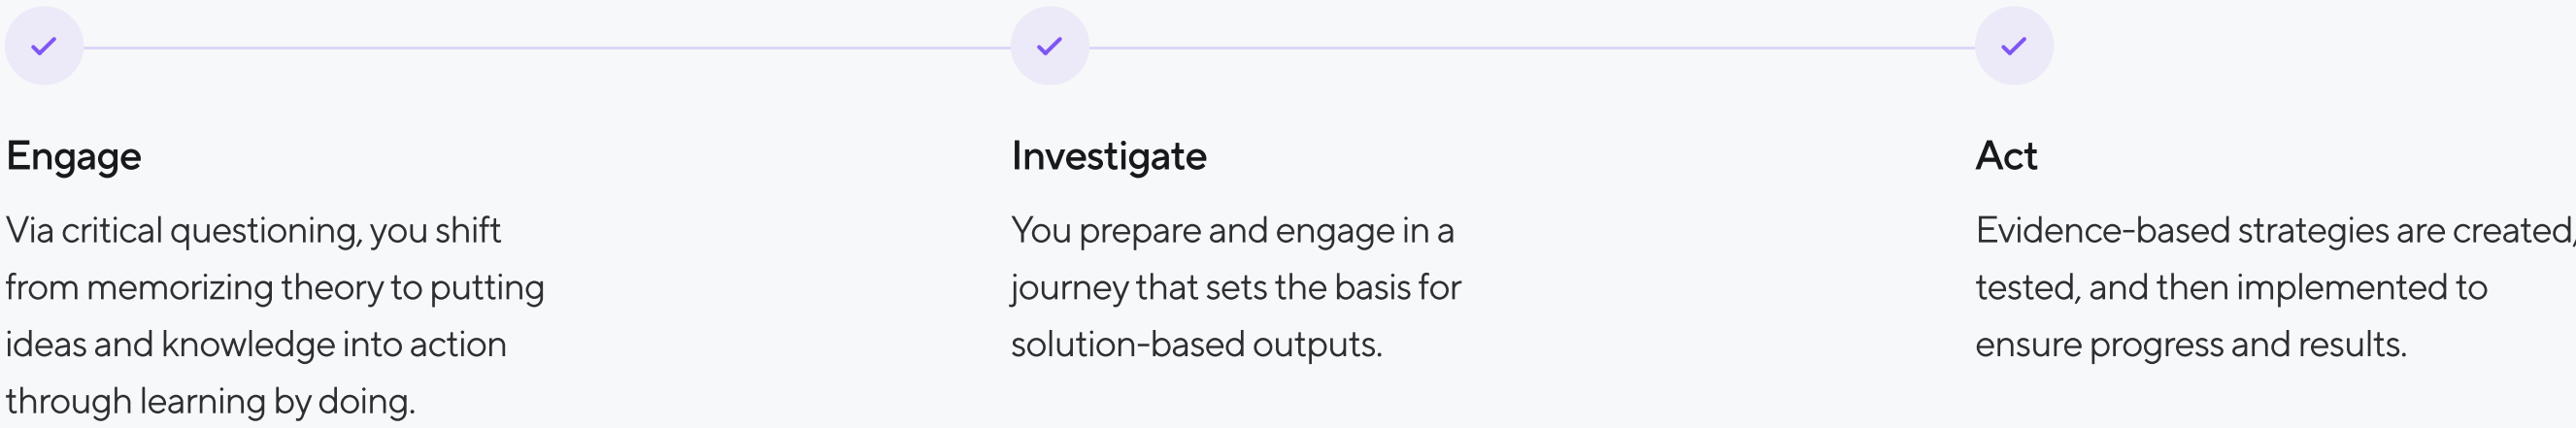 Engage
Via critical questioning, you shift
from memorizing theory to putting
ideas and knowledge into action
through learning by doing.
Investigate
You prepare and engage in a
journey that sets the basis for
solution-based outputs.
Act
Evidence-based strategies are created,
tested, and then implemented to
ensure progress and results.